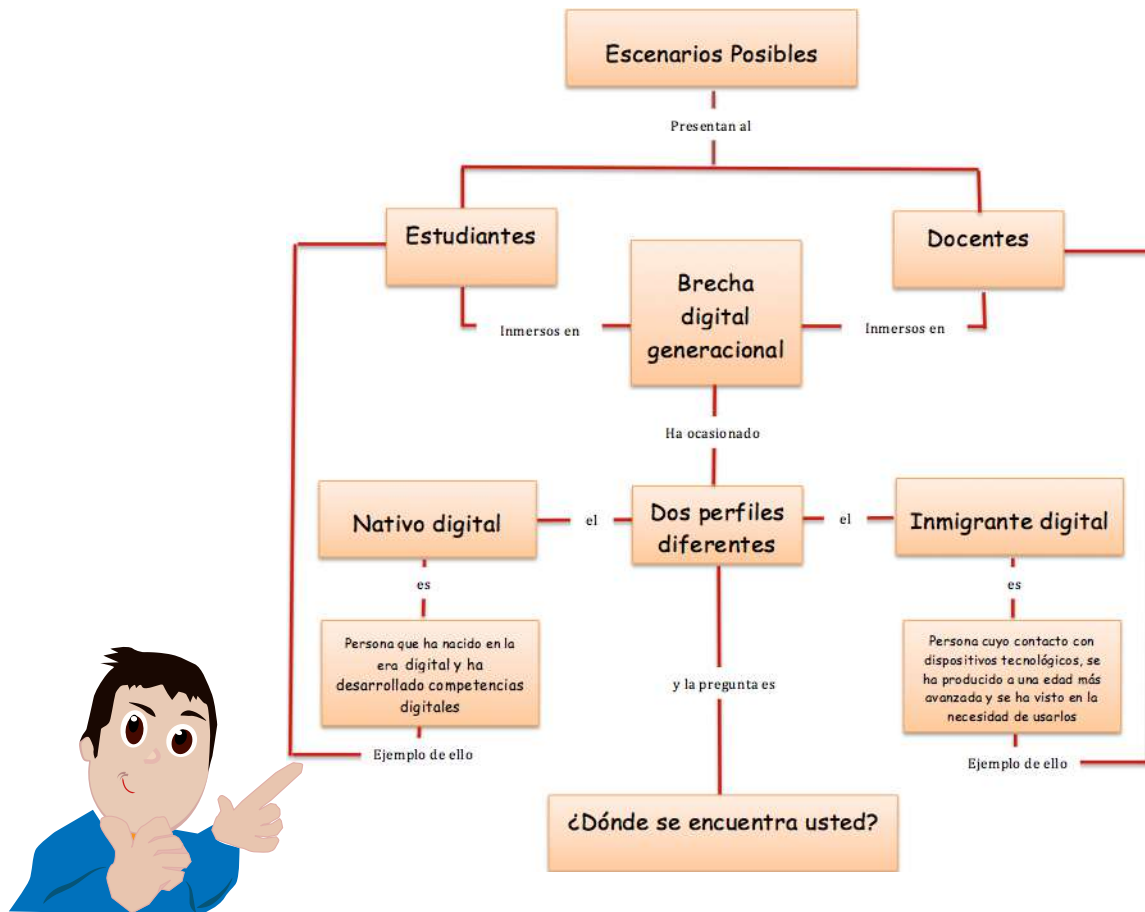 Escenarios Posibles
Presentan al
Estudiantes
Docentes
Brecha
digital
generacional
Inmersos en
Inmersos en
Ha ocasionado
Nativo digital
el
Dos perfiles
diferentes
el
Inmigrante digital
es
es
Persona que ha nacido en la
era digital y ha
desarrollado competencias
digitales
Persona cuyo contacto con
dispositivos tecnológicos, se
ha producido a una edad más
avanzada y se ha visto en la
necesidad de usarlos
y la pregunta es
Ejemplo de ello
Ejemplo de ello
¿Dónde se encuentra usted?